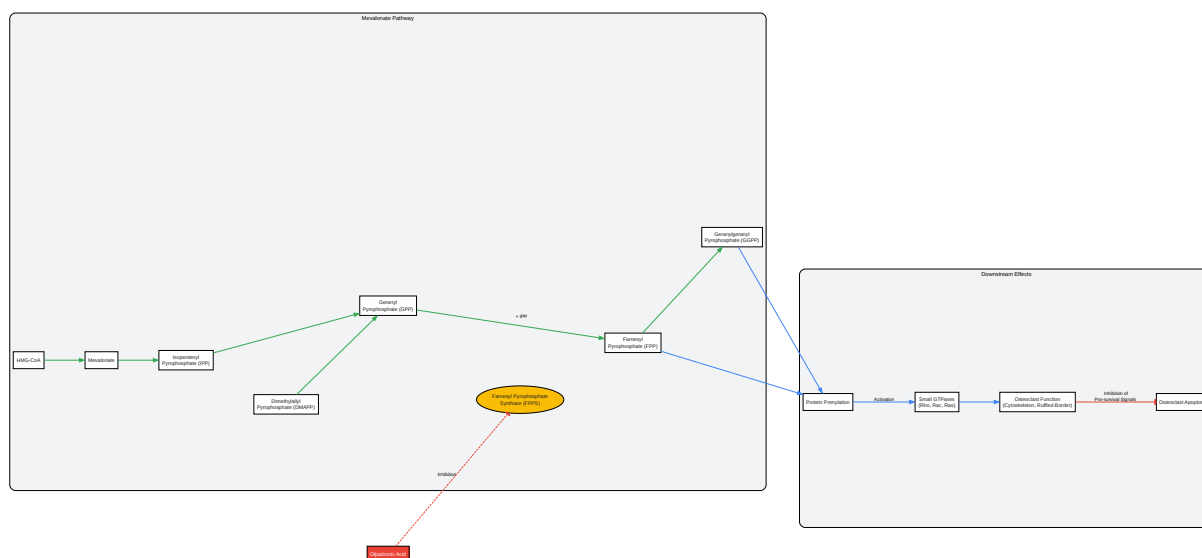 Mevalonate Pathway
Geranylgeranyl
Pyrophosphate (GGPP)
Downstream Effects
Geranyl
Pyrophosphate (GPP)
+ IPP
Farnesyl
Pyrophosphate (FPP)
HMG-CoA
Mevalonate
Isopentenyl
Pyrophosphate (IPP)
Dimethylallyl
Pyrophosphate (DMAPP)
Farnesyl Pyrophosphate
Synthase (FPPS)
Protein Prenylation
Activation
Small GTPases
(Rho, Rac, Ras)
Osteoclast Function
(Cytoskeleton, Ruffled Border)
Inhibition of
Pro-survival Signals
Osteoclast Apoptos
Inhibition
Olpadronic Acid